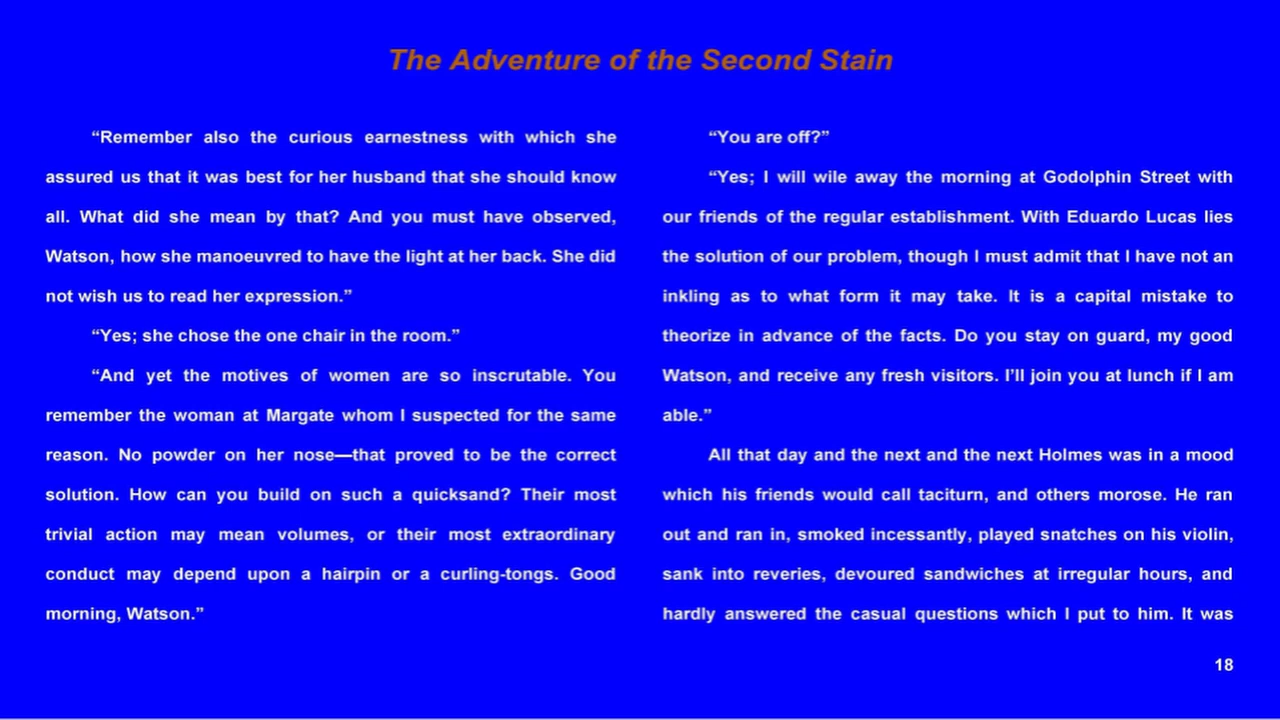 The Adventure of the Second Stain
“Remember also the curious earnestness with which she
assured us that it was best for her husband that she should know
all. What did she mean by that? And you must have observed,
Watson, how she manoeuvred to have the light at her back. She did
not wish us to read her expression.”
“Yes; she chose the one chair in the room.”
“And yet the motives of women are so inscrutable. You
remember the woman at Margate whom I suspected for the same
reason. No powder on her nose—that proved to be the correct
solution. How can you build on such a quicksand? Their most
trivial action may mean volumes, or their most extraordinary
conduct may depend upon a hairpin or a curling-tongs. Good
morning, Watson.”
“You are off?”
“Yes; I will wile away the morning at Godolphin Street with
our friends of the regular establishment. With Eduardo Lucas lies
the solution of our problem, though I must admit that I have not an
inkling as to what form it may take. It is a capital mistake to
theorize in advance of the facts. Do you stay on guard, my good
Watson, and receive any fresh visitors. I’ll join you at lunch if I am
able.”
All that day and the next and the next Holmes was in a mood
which his friends would call taciturn, and others morose. He ran
out and ran in, smoked incessantly, played snatches on his violin,
sank into reveries, devoured sandwiches at irregular hours, and
hardly answered the casual questions which I put to him. It was
18